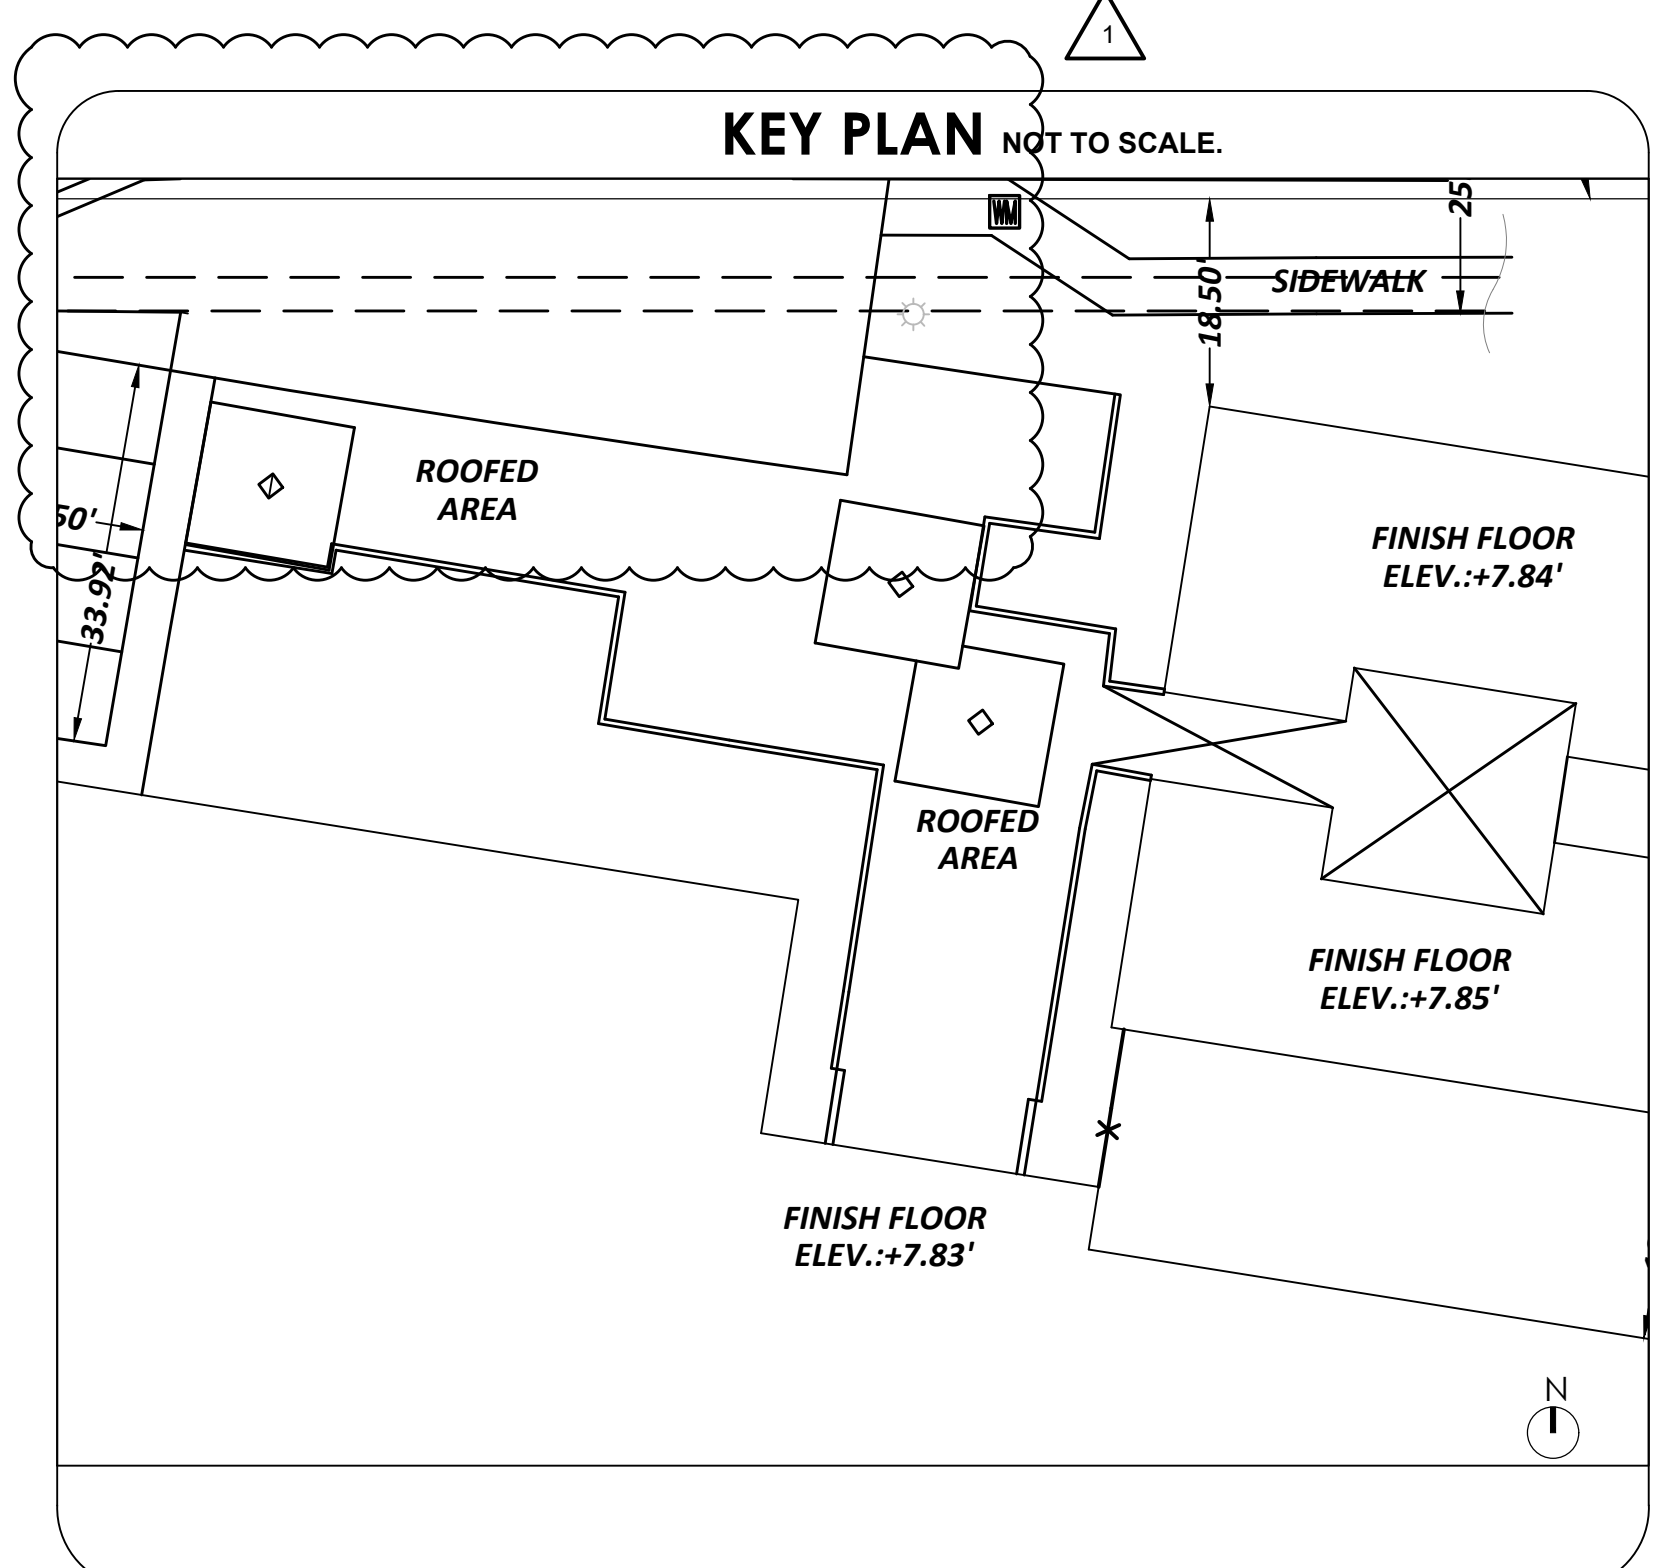 1
KEY PLAN NOT TO SCALE.
WM
25
SIDEWALK
18.50'
ROOFED
AREA
50'
33.92'
FINISH FLOOR
ELEV.:+7.84'
ROOFED
AREA
FINISH FLOOR
ELEV.:+7.85'
FINISH FLOOR
ELEV.:+7.83'
N